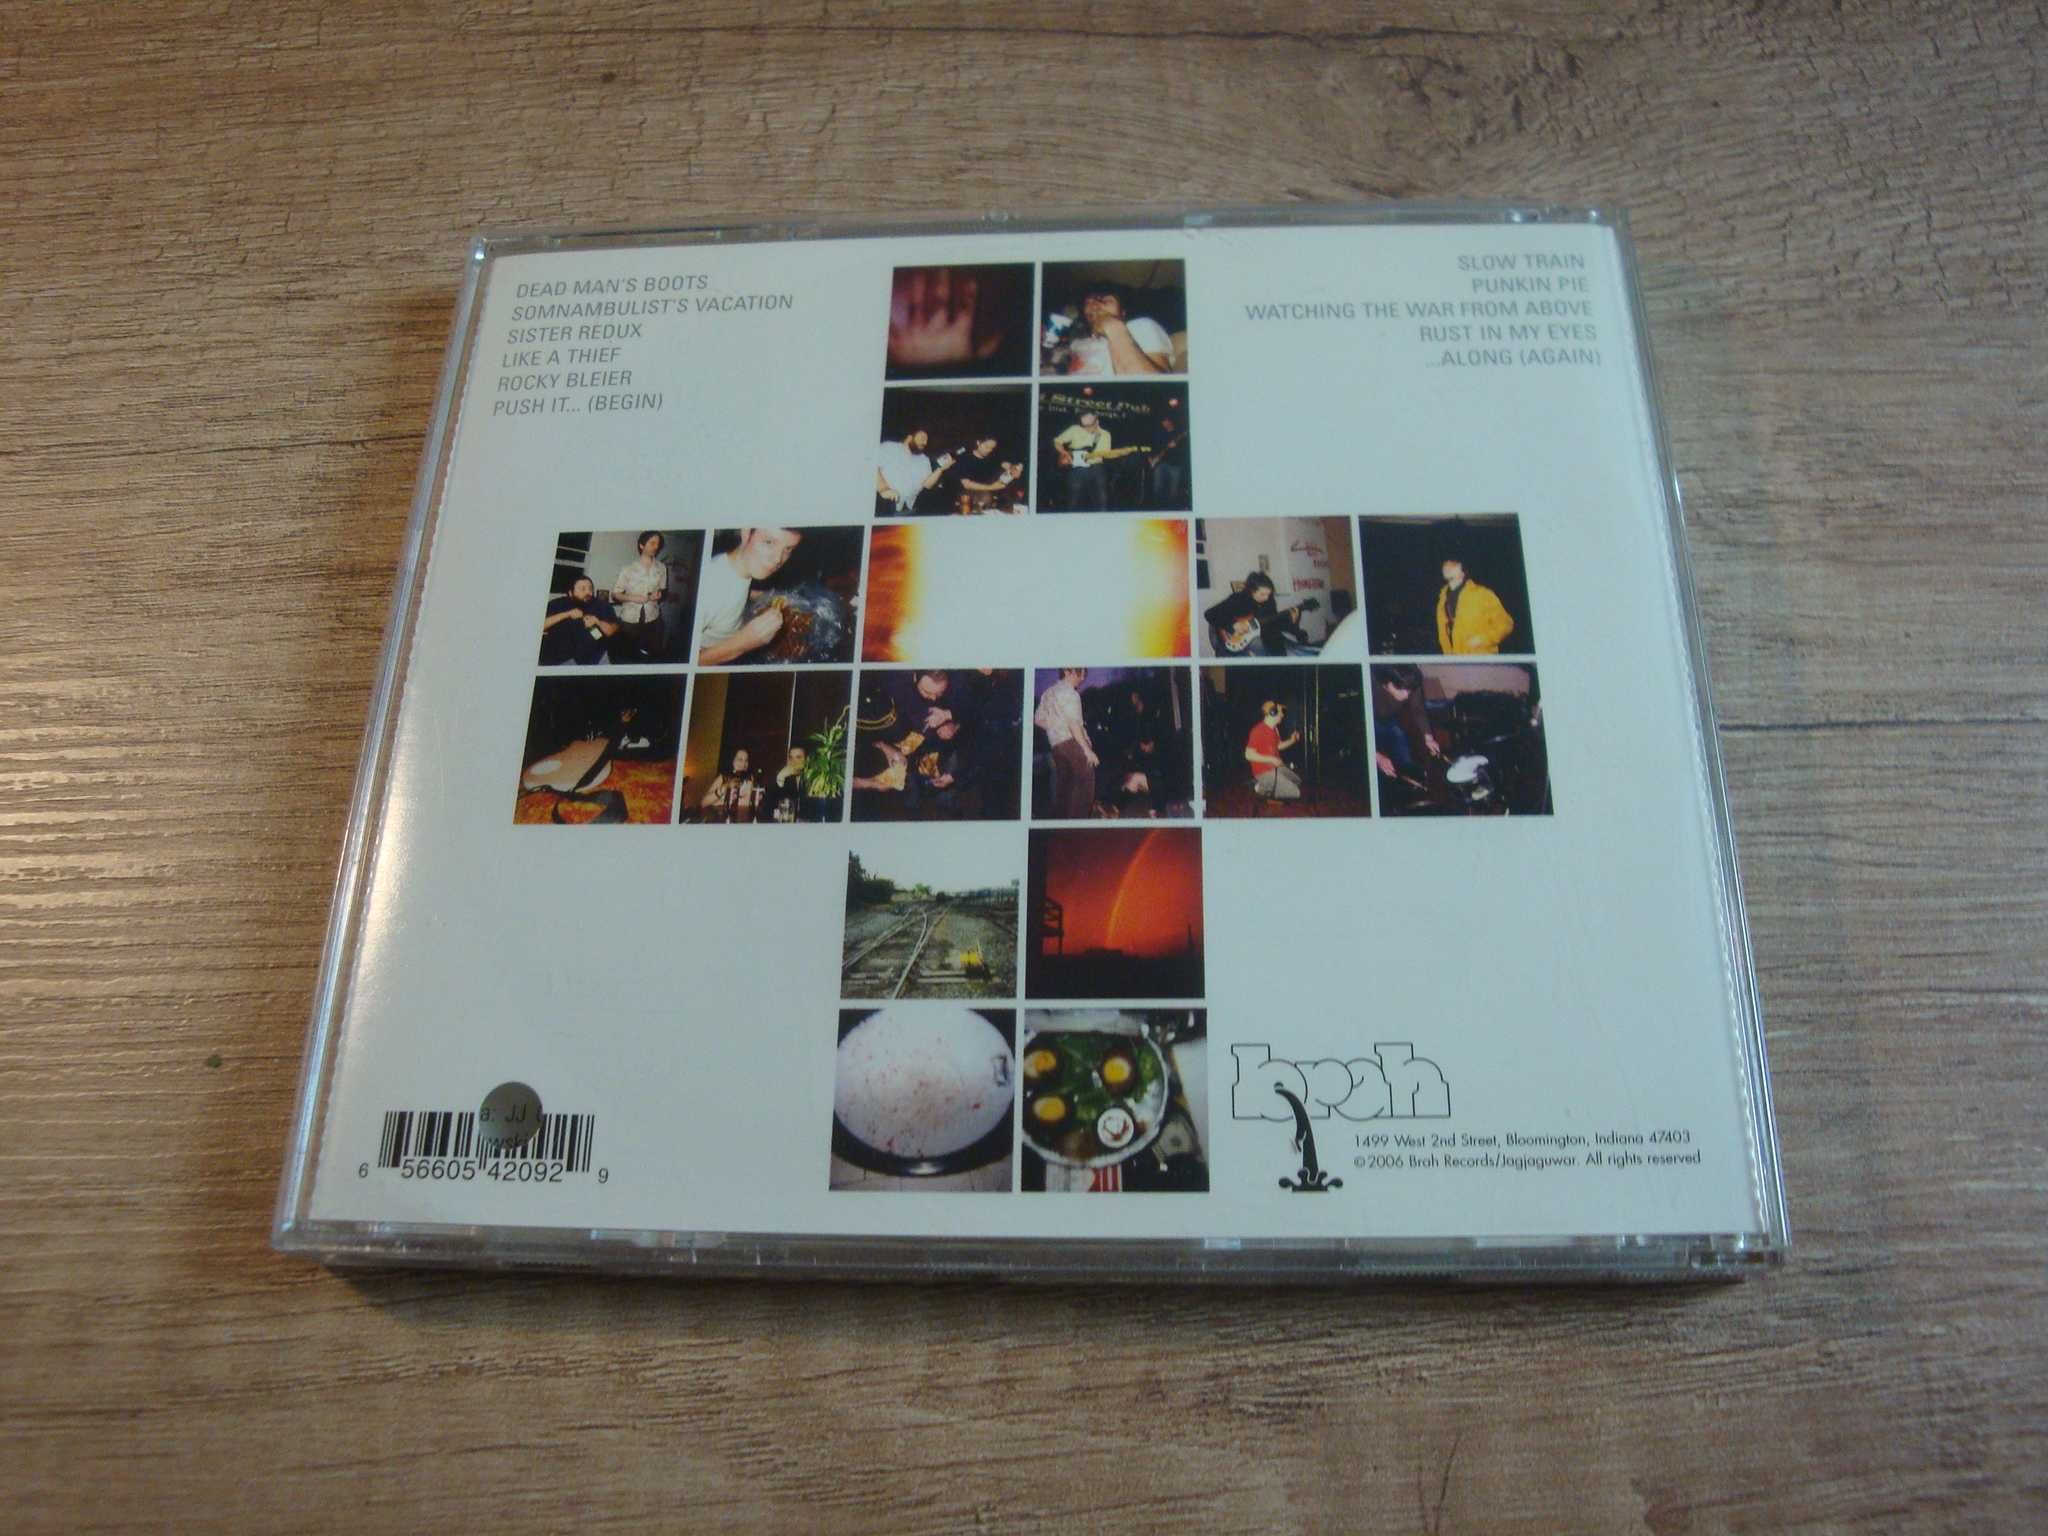 DEAD MAN'S BOOTS
SOMNAMBULIST'S VACATION
SISTER REDUX
LIKE A THIEF
ROCKY BLEIER
PUSH IT... (BEGIN)
SLOW TRAIN
PUNKIN PIE
WATCHING THE WAR FROM ABOVE
RUST IN MY EYES
...ALONG (AGAIN)
Street Pub
brah
1499 West 2nd Street, Bloomington, Indiana 47403
©2006 Brah Records/Jagjaguwar. All rights reserved
a: JJ
wski
6 56605 42092 9